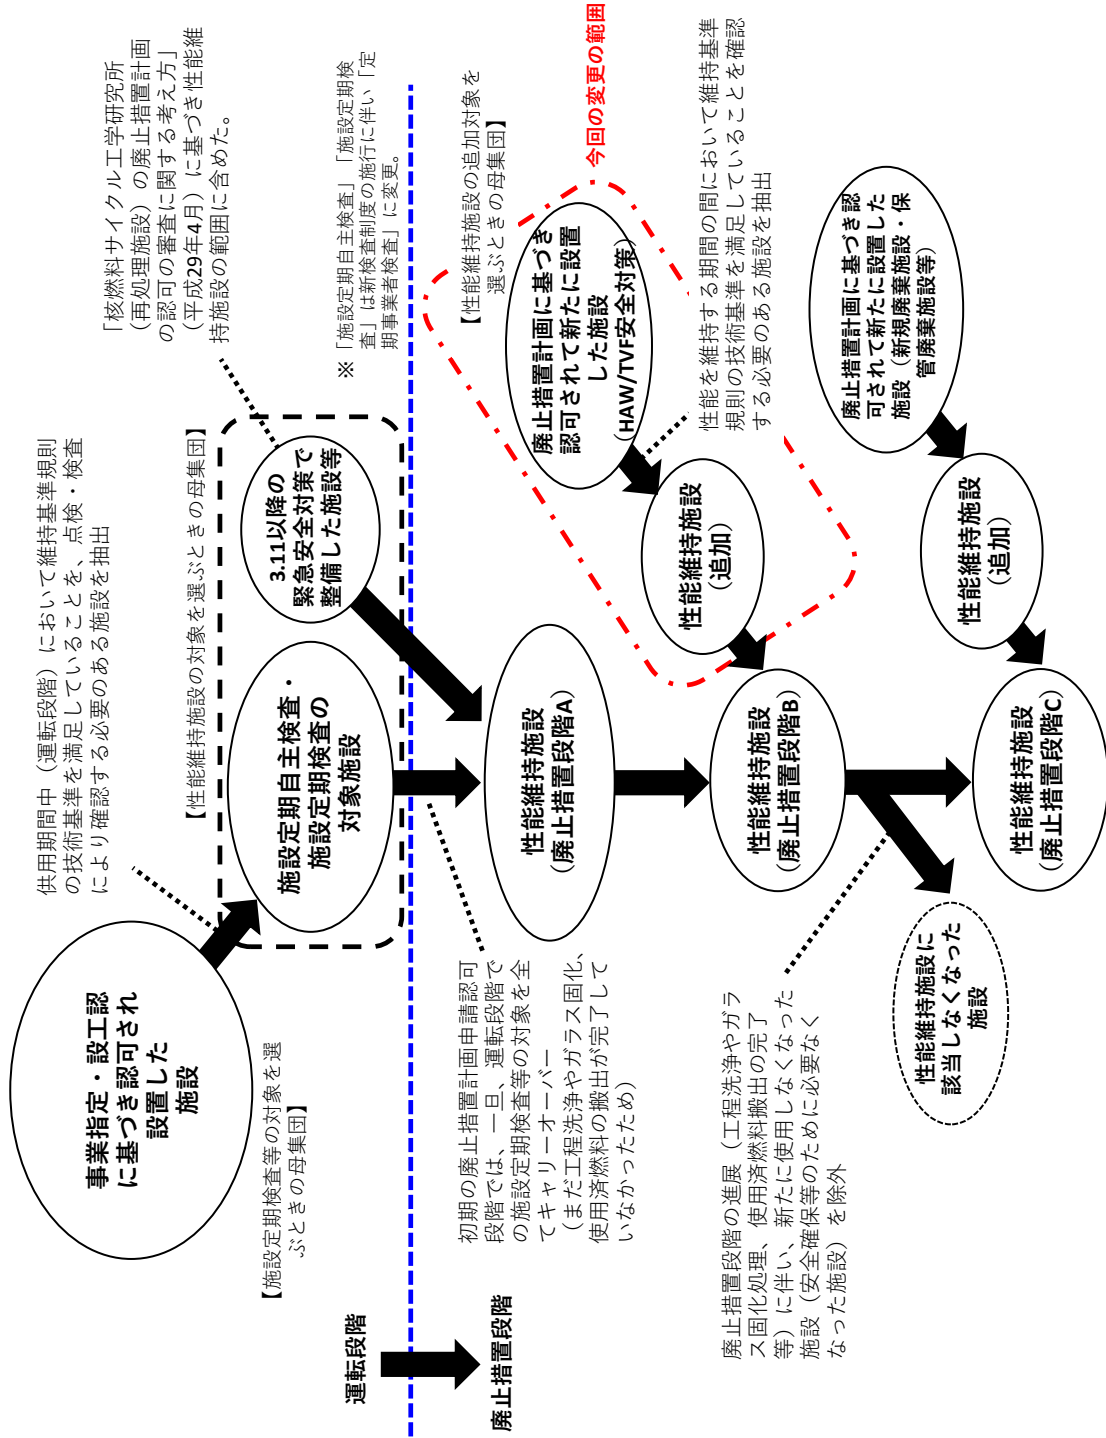 事業指定・設工認
に基づき認可され
設置した
施設
【施設定期検査等の対象を選
ぶときの母集団】
供用期間中（運転段階）において維持基準規則
の技術基準を満足していることを、点検・検査
により確認する必要のある施設を抽出
【性能維持施設の対象を選ぶときの母集団】
施設定期自主検査・
施設定期検査の
対象施設
3.11以降の
緊急安全対策で
整備した施設等
「核燃料サイクル工学研究所
（再処理施設）の廃止措置計画
の認可の審査に関する考え方」
（平成29年4月）に基づき性能維
持施設の範囲に含めた。
※「施設定期自主検査」「施設定期検
査」は新検査制度の施行に伴い「定
期事業者検査」に変更。
運転段階
廃止措置段階
初期の廃止措置計画申請認可
段階では、一旦、運転段階で
の施設定期検査等の対象を全
てキャリーオーバー
（まだ工程洗浄やガラス固化、
使用済燃料の搬出が完了して
いなかったため）
性能維持施設
（廃止措置段階A）
【性能維持施設の追加対象を
選ぶときの母集団】
今回の変更の範囲
廃止措置計画に基づき
認可されて新たに設置
した施設
（HAW/TVF安全対策）
性能を維持する期間の間において維持基準
規則の技術基準を満足していることを確認
する必要のある施設を抽出
性能維持施設
（追加）
性能維持施設
（廃止措置段階B）
廃止措置段階の進展（工程洗浄やガラ
ス固化処理、使用済燃料搬出の完了
等）に伴い、新たに使用しなくなった
施設（安全確保等のために必要なく
なった施設）を除外
性能維持施設に
該当しなくなった
施設
廃止措置計画に基づき認
可されて新たに設置した
施設（新規廃棄施設・保
管廃棄施設等）
性能維持施設
（追加）
性能維持施設
（廃止措置段階C）